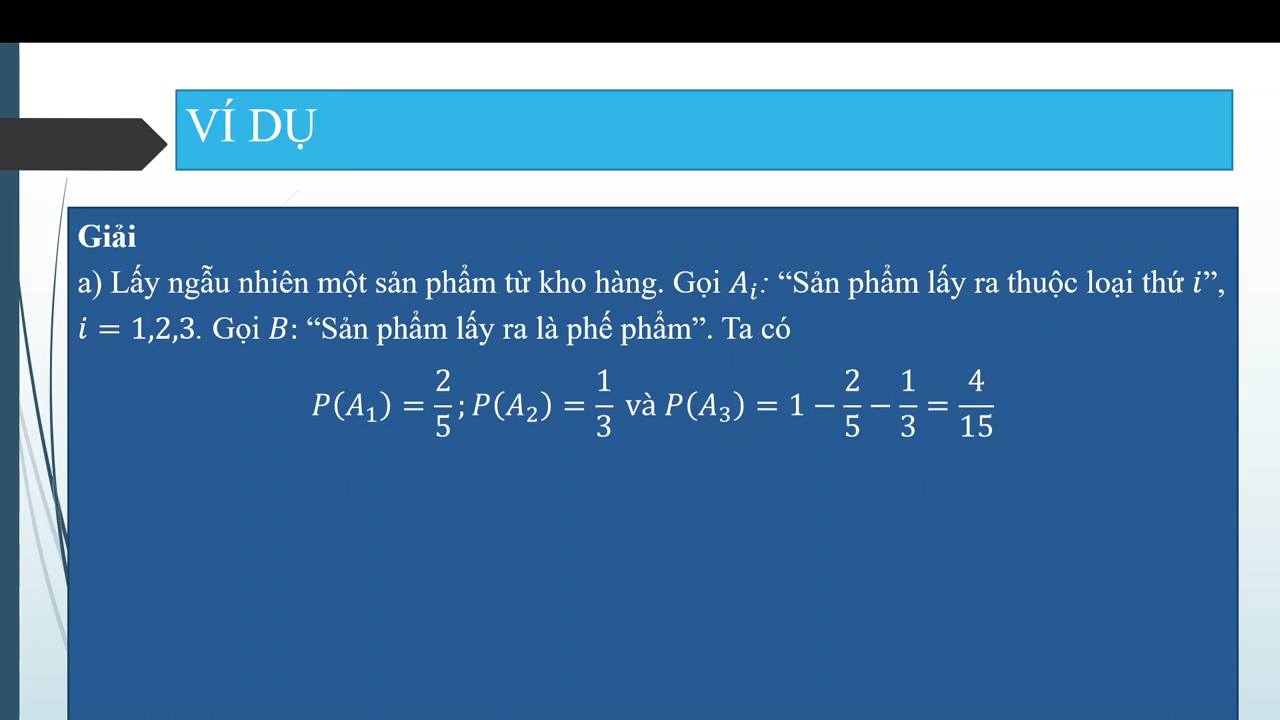 VÍ DỤ
Giải
a) Lấy ngẫu nhiên một sản phẩm từ kho hàng. Gọi 𝐴ᵢ: “Sản phẩm lấy ra thuộc loại thứ 𝑖”,
𝑖 = 1,2,3. Gọi 𝐵: “Sản phẩm lấy ra là phế phẩm”. Ta có
𝑃(𝐴₁) = 2/5 ; 𝑃(𝐴₂) = 1/3 và 𝑃(𝐴₃) = 1 − 2/5 − 1/3 = 4/15